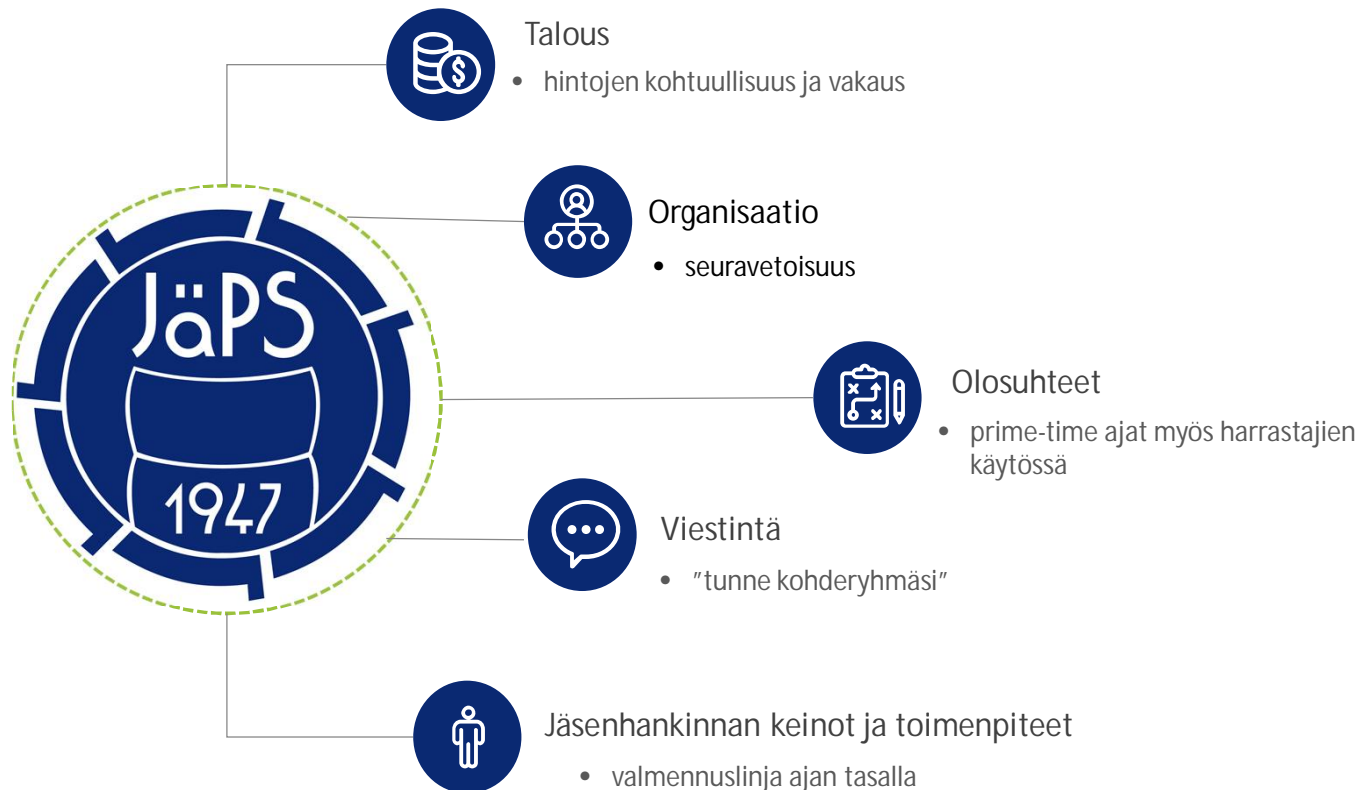 Talous
• hintojen kohtuullisuus ja vakaus
Organisaatio
• seuravetoisuus
JäPS
1947
Olosuhteet
• prime-time ajat myös harrastajien
käytössä
Viestintä
• "tunne kohderyhmäsi"
Jäsenhankinnan keinot ja toimenpiteet
• valmennuslinja ajan tasalla